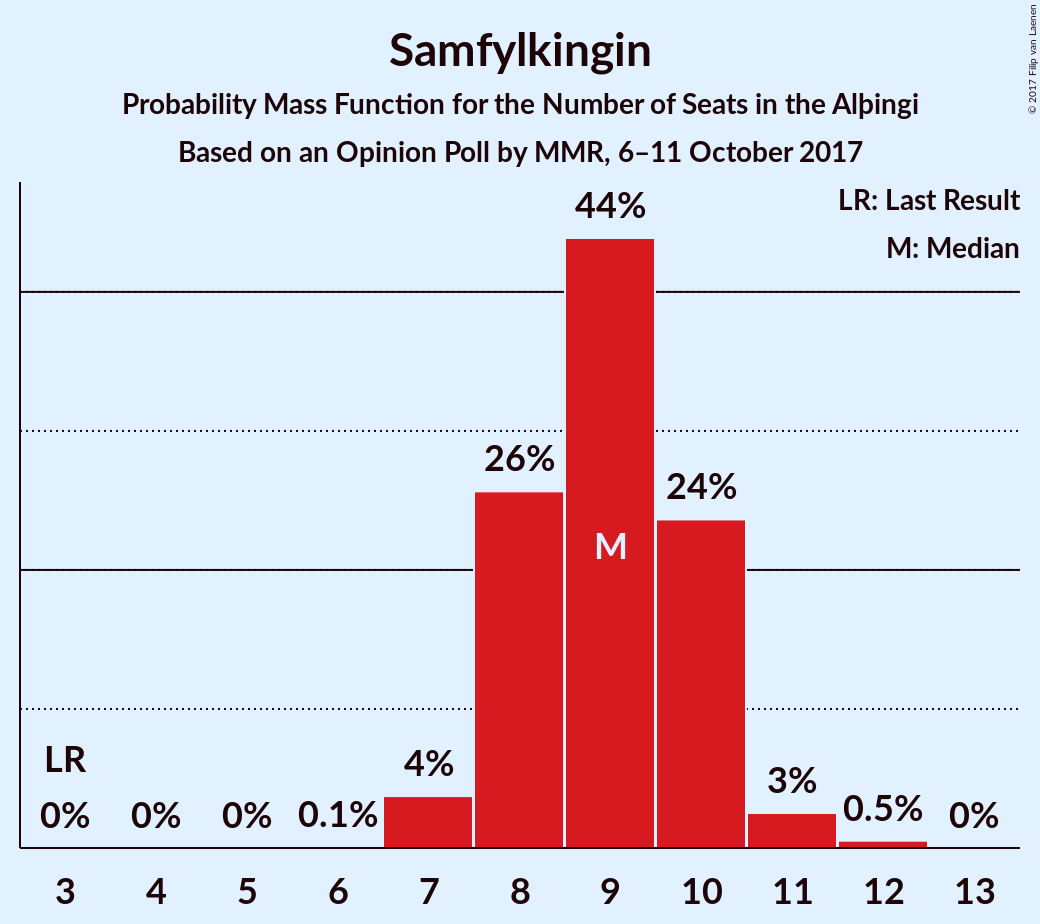 Samfylkingin
Probability Mass Function for the Number of Seats in the Alþingi
Based on an Opinion Poll by MMR, 6–11 October 2017
© 2017 Filip van Laenen
LR: Last Result
M: Median
44%
26%
24%
M
LR
4%
3%
0% 0% 0% 0.1% 0.5% 0%
3 4 5 6 7 8 9 10 11 12 13